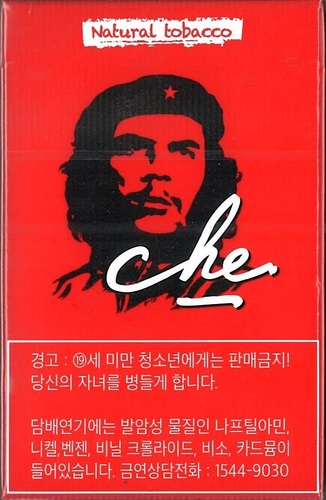 Natural tobacco
che
경고 : ⑲세 미만 청소년에게는 판매금지!
당신의 자녀를 병들게 합니다.
담배연기에는 발암성 물질인 나프틸아민,
니켈,벤젠, 비닐 크롤라이드, 비소, 카드뮴이
들어있습니다. 금연상담전화 : 1544-9030